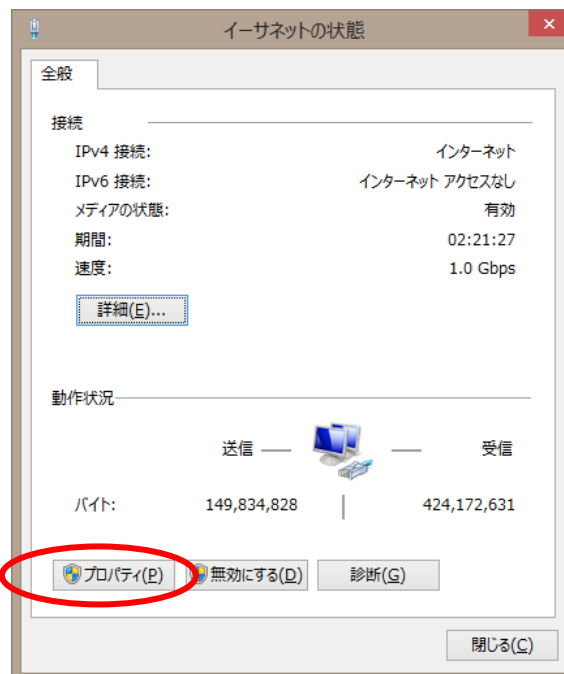 イーサネットの状態
全般
接続
IPv4 接続: インターネット
IPv6 接続: インターネット アクセスなし
メディアの状態: 有効
期間: 02:21:27
速度: 1.0 Gbps
詳細(E)...
動作状況
送信 受信
バイト: 149,834,828 424,172,631
プロパティ(P) 無効にする(D) 診断(G)
閉じる(C)